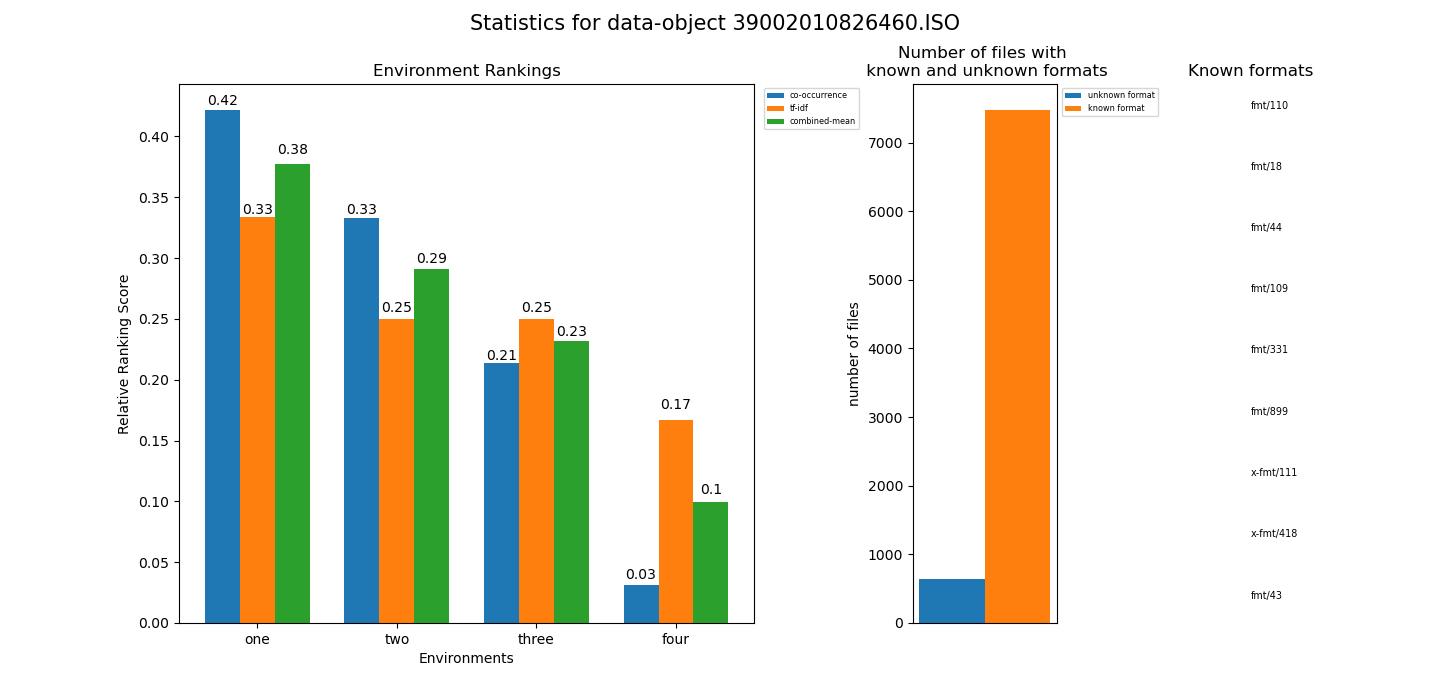 Statistics for data-object 39002010826460.ISO
Environment Rankings
0.42
0.33
0.38
0.33
0.25
0.29
0.21
0.25
0.23
0.03
0.17
0.1
0.40
0.35
0.30
0.25
0.20
0.15
0.10
0.05
0.00
Relative Ranking Score
one
two
three
four
Environments
co-occurrence
tf-idf
combined-mean
Number of files with
known and unknown formats
7000
6000
5000
4000
3000
2000
1000
0
number of files
unknown format
known format
Known formats
fmt/110
fmt/18
fmt/44
fmt/109
fmt/331
fmt/899
x-fmt/111
x-fmt/418
fmt/43